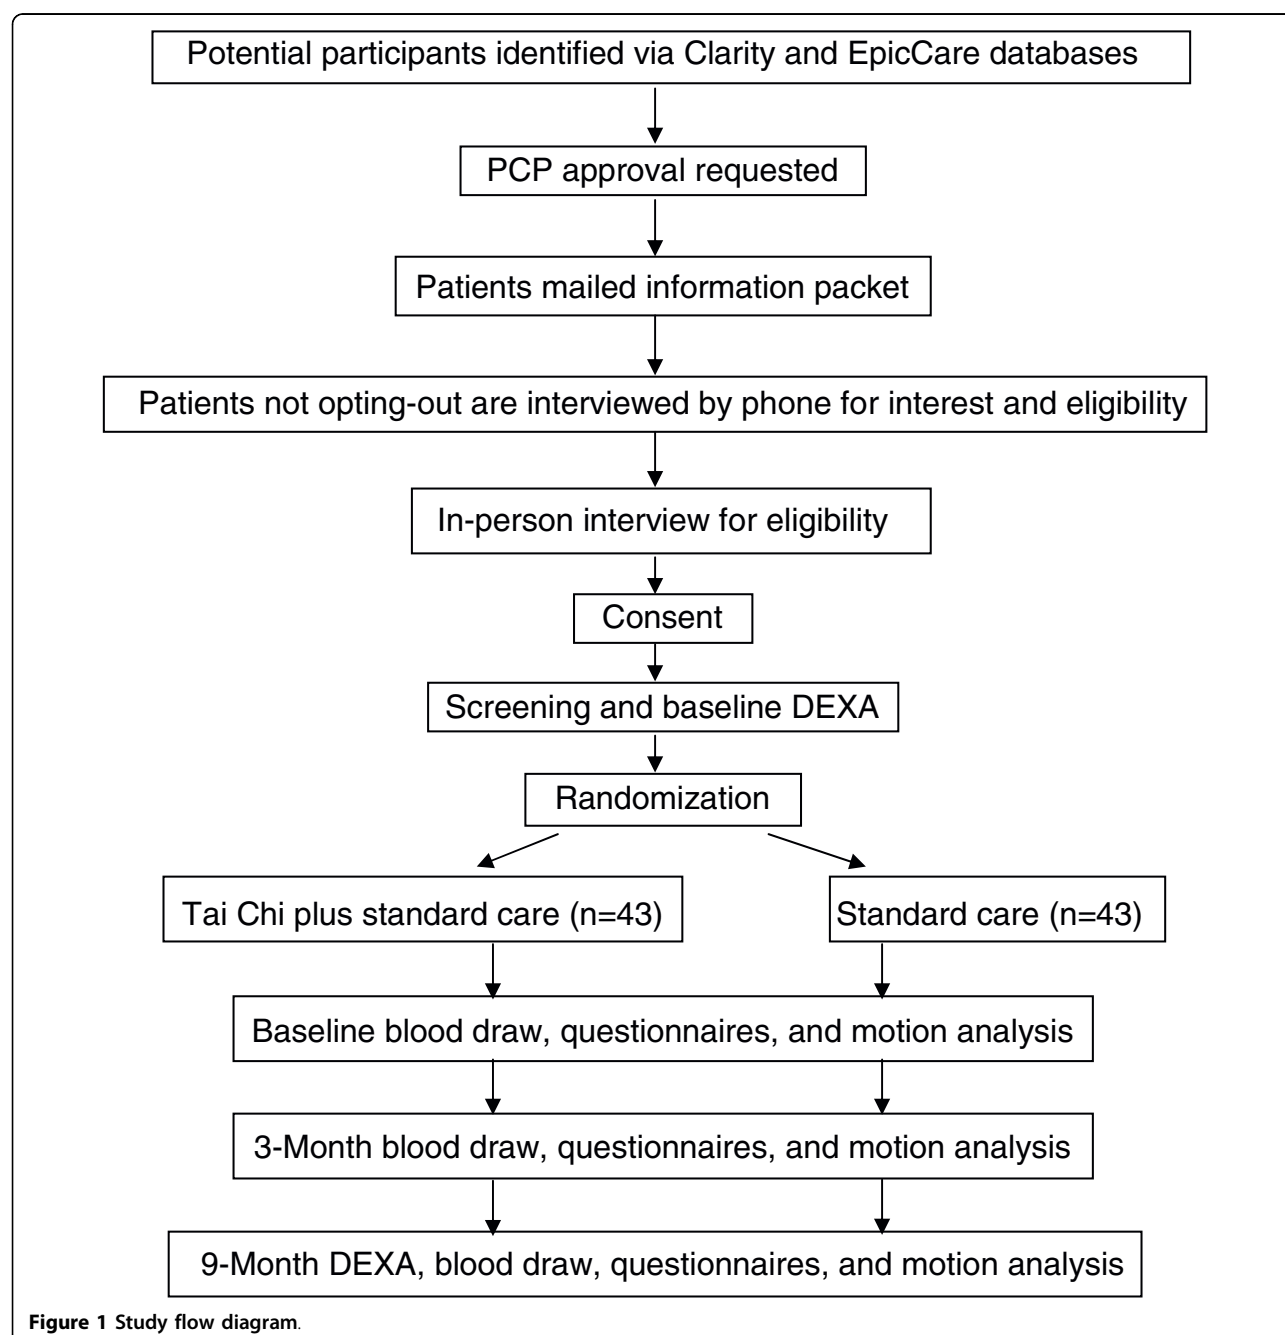 Potential participants identified via Clarity and EpicCare databases
PCP approval requested
Patients mailed information packet
Patients not opting-out are interviewed by phone for interest and eligibility
In-person interview for eligibility
Consent
Screening and baseline DEXA
Randomization
Tai Chi plus standard care (n=43)
Standard care (n=43)
Baseline blood draw, questionnaires, and motion analysis
3-Month blood draw, questionnaires, and motion analysis
9-Month DEXA, blood draw, questionnaires, and motion analysis
Figure 1 Study flow diagram.